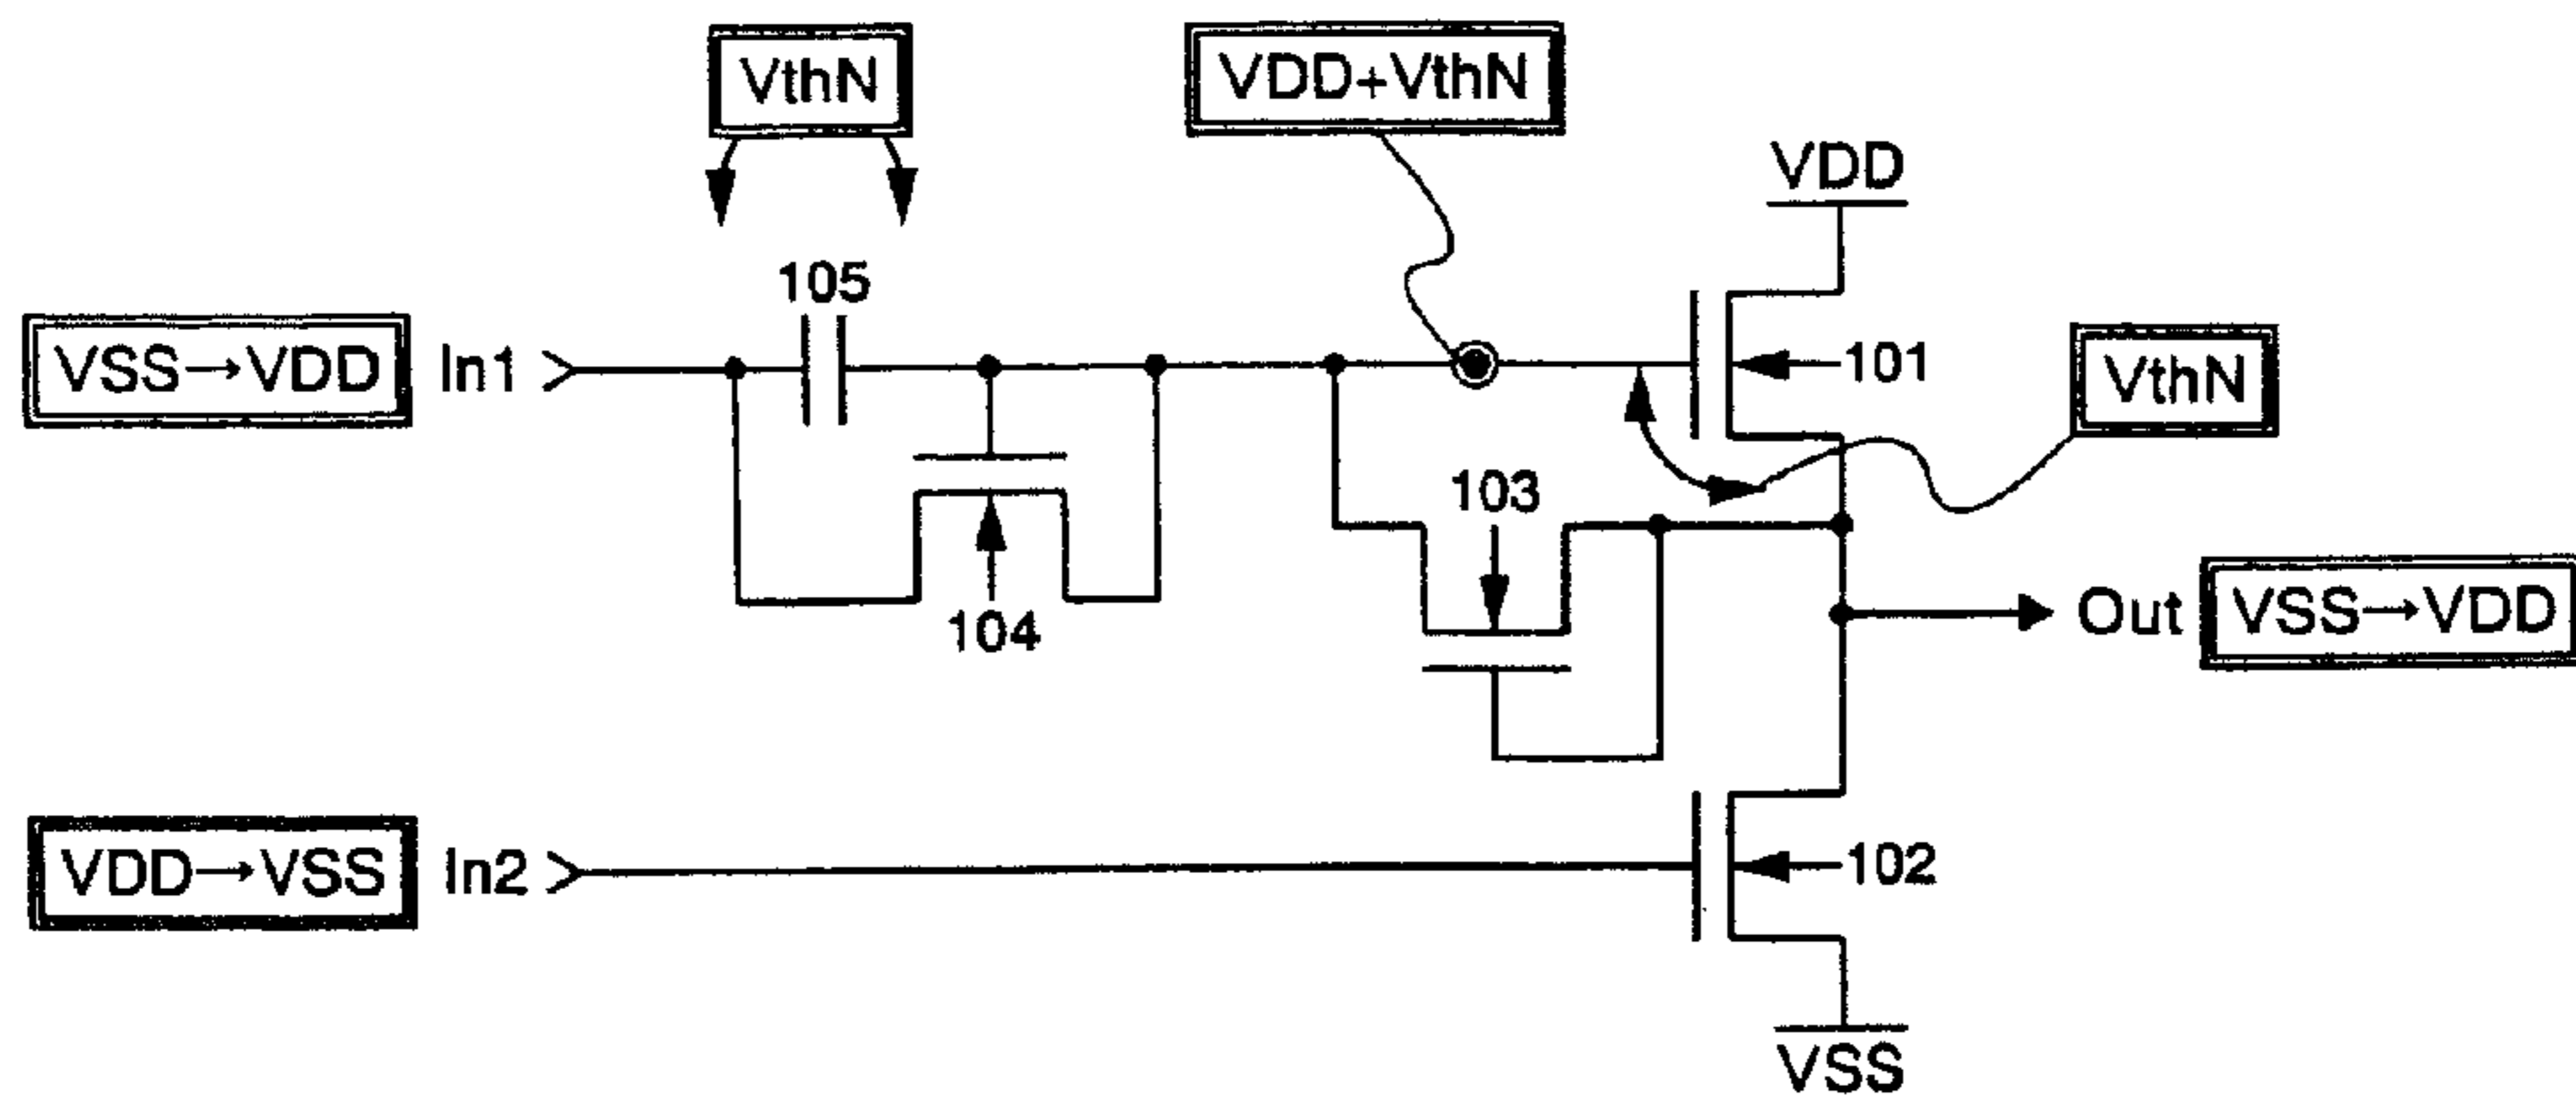 VthN
VDD+VthN
VDD
105
VSS→VDD
In1
101
VthN
103
104
Out
VSS→VDD
VDD→VSS
In2
102
VSS